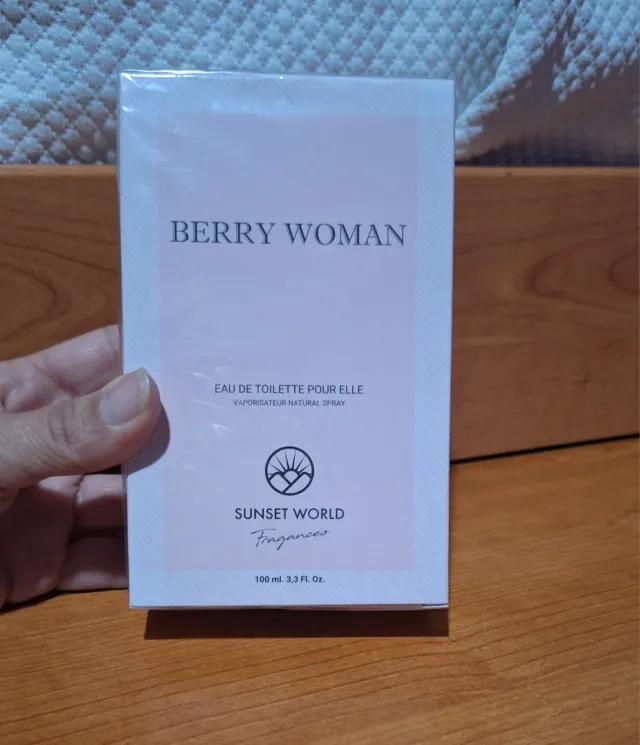 BERRY WOMAN
EAU DE TOILETTE POUR ELLE
VAPORISATEUR NATURAL SPRAY
SUNSET WORLD
Fragances
100 ml. 3,3 Fl. Oz.